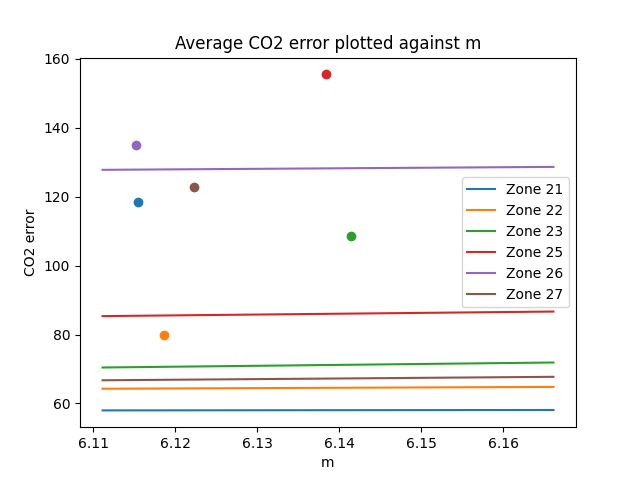 Average CO2 error plotted against m
CO2 error
160
140
120
100
80
60
6.11
6.12
6.13
6.14
6.15
6.16
m
Zone 21
Zone 22
Zone 23
Zone 25
Zone 26
Zone 27